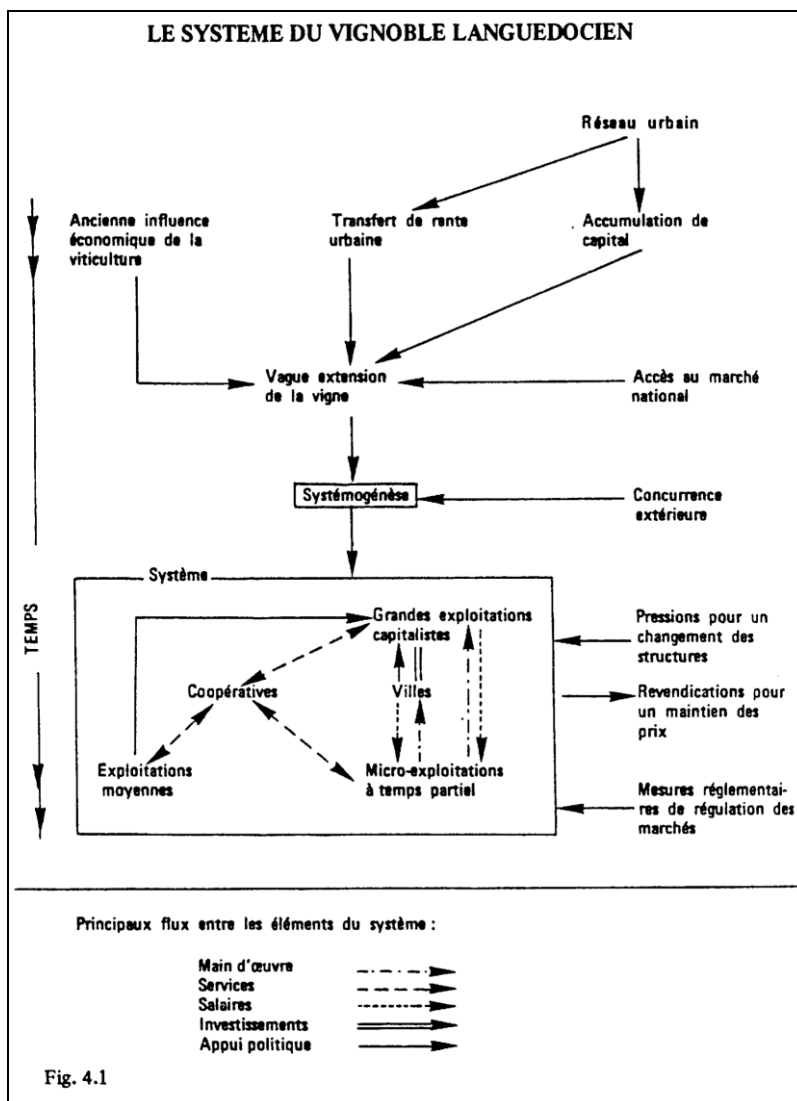 LE SYSTEME DU VIGNOBLE LANGUEDOCIEN
Réseau urbain
Ancienne influence
économique de la
viticulture
Transfert de rente
urbaine
Accumulation de
capital
Vague extension
de la vigne
Accès au marché
national
Systémogénèse
Concurrence
extérieure
TEMPS
Système
Grandes exploitations
capitalistes
Coopératives
Villes
Exploitations
moyennes
Micro-exploitations
à temps partiel
Pressions pour un
changement des
structures
Revendications pour
un maintien des
prix
Mesures réglementai-
res de régulation des
marchés
Principaux flux entre les éléments du système :
Main d'œuvre
Services
Salaires
Investissements
Appui politique
Fig. 4.1